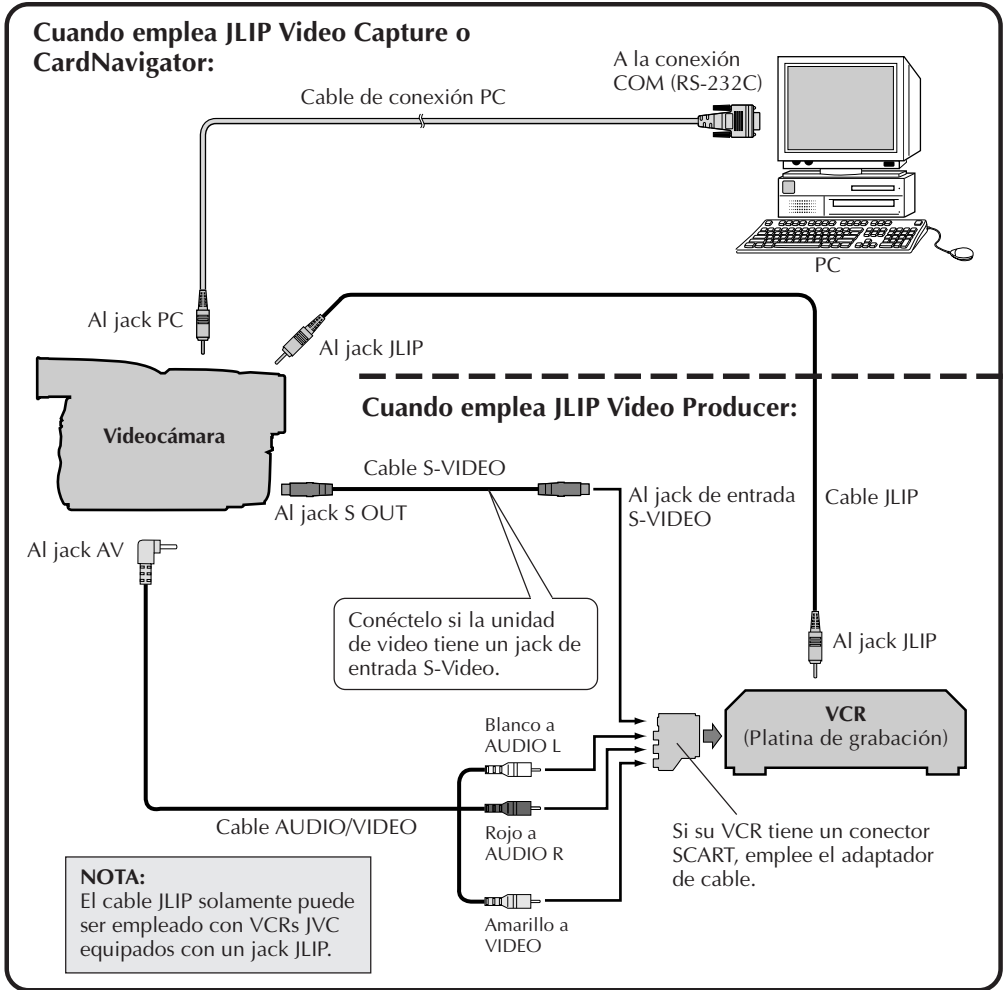 Cuando emplea JLIP Video Capture o
CardNavigator:
A la conexión
COM (RS-232C)
Cable de conexión PC
PC
Al jack PC
Al jack JLIP
Cuando emplea JLIP Video Producer:
Videocámara
Cable S-VIDEO
Al jack S OUT
Al jack de entrada
S-VIDEO
Cable JLIP
Al jack AV
Conéctelo si la unidad
de video tiene un jack de
entrada S-Video.
Al jack JLIP
VCR
(Platina de grabación)
Blanco a
AUDIO L
Cable AUDIO/VIDEO
Rojo a
AUDIO R
Si su VCR tiene un conector
SCART, emplee el adaptador
de cable.
Amarillo a
VIDEO
NOTA:
El cable JLIP solamente puede
ser empleado con VCRs JVC
equipados con un jack JLIP.